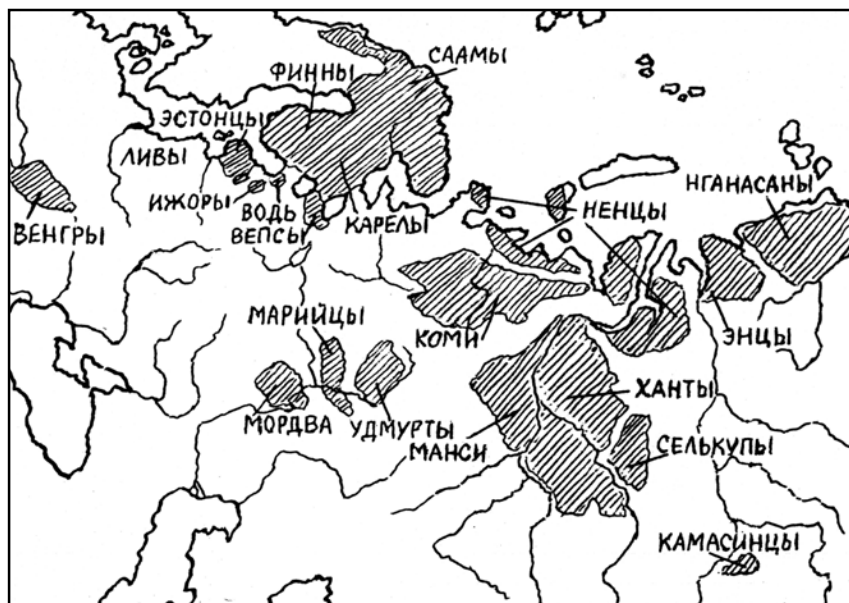 СААМЫ
ФИННЫ
ЭСТОНЦЫ
ЛИВЫ
ИЖОРЫ
ВОДЬ
ВЕПСЫ
КАРЕЛЫ
ВЕНГРЫ
НЕНЦЫ
НГАНАСАНЫ
МАРИЙЦЫ
КОМИ
ЭНЦЫ
ХАНТЫ
МОРДВА
УДМУРТЫ
МАНСИ
СЕЛЬКУПЫ
КАМАСИНЦЫ